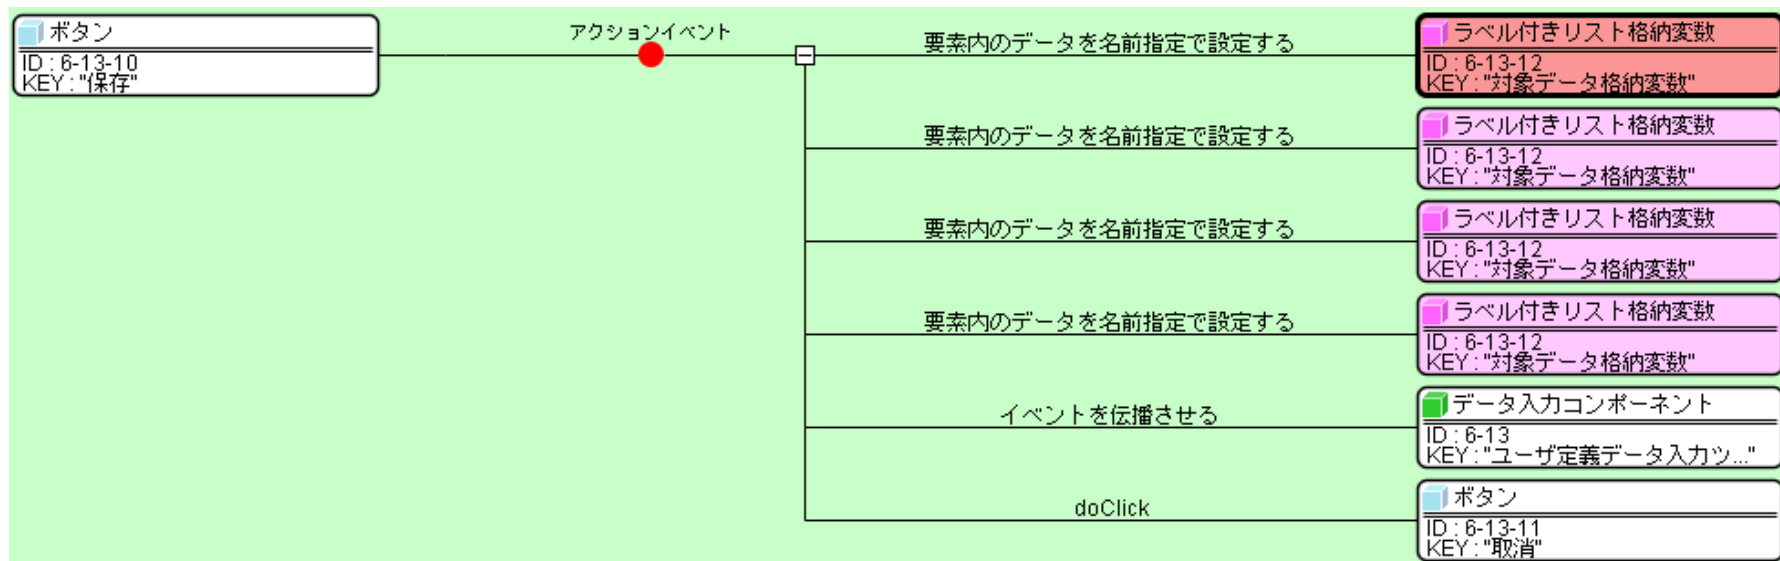 ボタン
ID : 6-13-10
KEY : "保存"
アクションイベント
要素内のデータを名前指定で設定する
ラベル付きリスト格納変数
ID : 6-13-12
KEY : "対象データ格納変数"
要素内のデータを名前指定で設定する
ラベル付きリスト格納変数
ID : 6-13-12
KEY : "対象データ格納変数"
要素内のデータを名前指定で設定する
ラベル付きリスト格納変数
ID : 6-13-12
KEY : "対象データ格納変数"
要素内のデータを名前指定で設定する
ラベル付きリスト格納変数
ID : 6-13-12
KEY : "対象データ格納変数"
イベントを伝播させる
データ入力コンポーネント
ID : 6-13
KEY : "ユーザ定義データ入力ツ..."
doClick
ボタン
ID : 6-13-11
KEY : "取消"